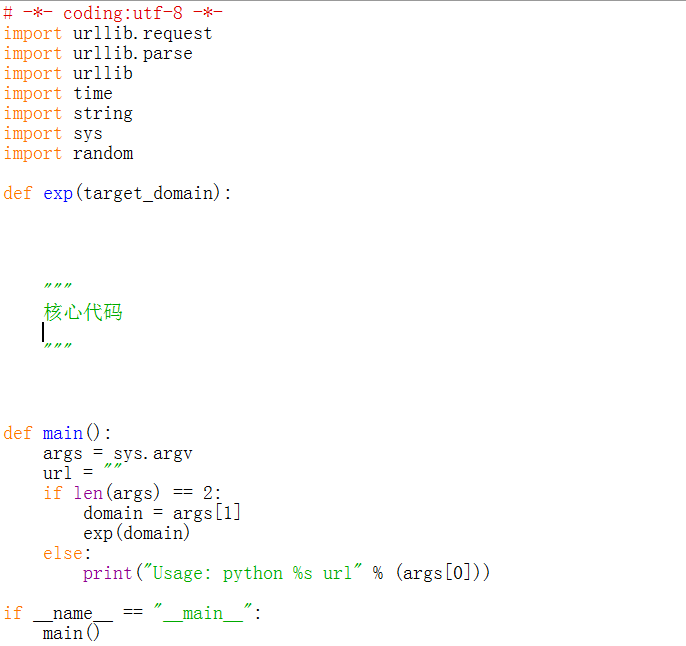 # -*- coding:utf-8 -*-
import urllib.request
import urllib.parse
import urllib
import time
import string
import sys
import random
def exp(target_domain):
    """
    核心代码
    """
def main():
    args = sys.argv
    url = ""
    if len(args) == 2:
        domain = args[1]
        exp(domain)
    else:
        print("Usage: python %s url" % (args[0]))
if __name__ == "__main__":
    main()